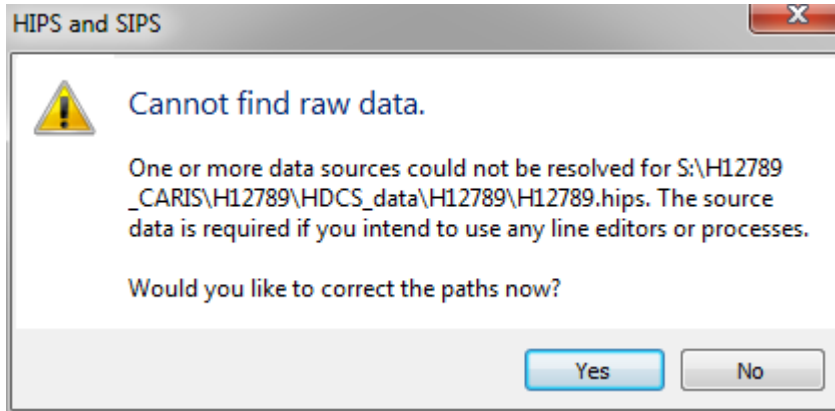 HIPS and SIPS
Cannot find raw data.
One or more data sources could not be resolved for S:\H12789
_CARIS\H12789\HDCS_data\H12789\H12789.hips. The source
data is required if you intend to use any line editors or processes.
Would you like to correct the paths now?
Yes No